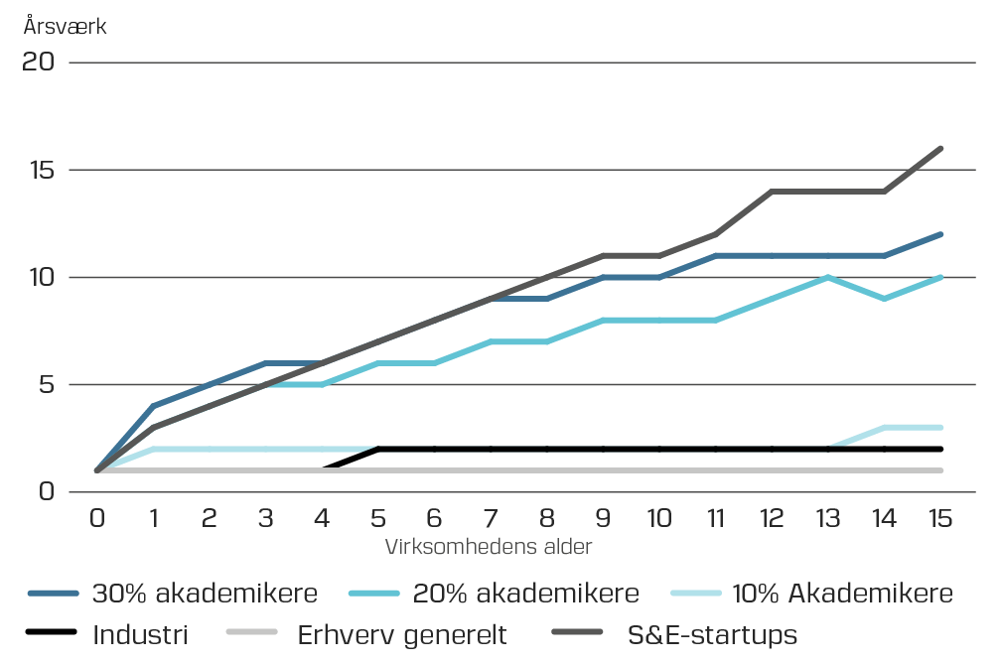 Årsværk
20
15
10
5
0
0 1 2 3 4 5 6 7 8 9 10 11 12 13 14 15
Virksomhedens alder
30% akademikere 20% akademikere 10% Akademikere
Industri Erhverv generelt S&E-startups